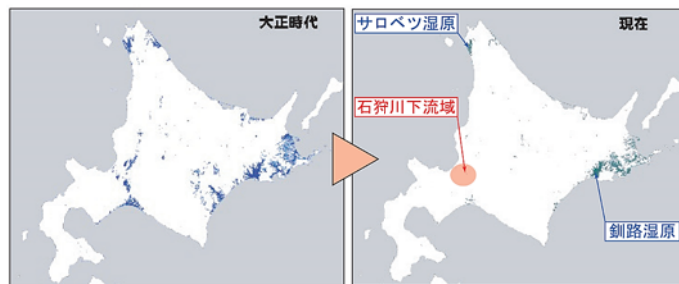 大正時代
現在
サロベツ湿原
石狩川下流域
釧路湿原